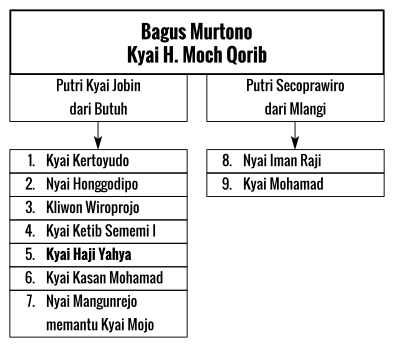 Bagus Murtono
Kyai H. Moch Qorib
Putri Kyai Jobin
dari Butuh
1. Kyai Kertoyudo
2. Nyai Honggodipo
3. Kliwon Wiroprojo
4. Kyai Ketib Sememi I
5. Kyai Haji Yahya
6. Kyai Kasan Mohamad
7. Nyai Mangunrejo
memantu Kyai Mojo
Putri Secoprawiro
dari Mlangi
8. Nyai Iman Raji
9. Kyai Mohamad